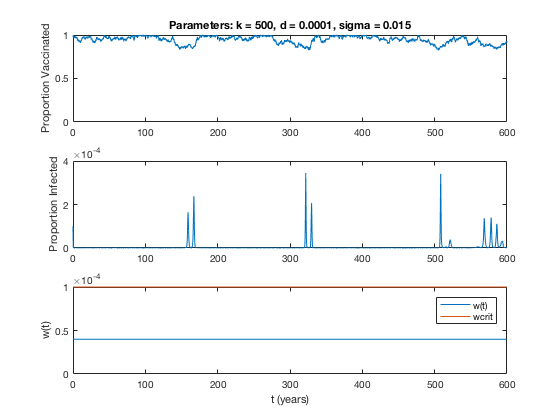 Parameters: k = 500, d = 0.0001, sigma = 0.015
Proportion Vaccinated
1
0.5
0
0 100 200 300 400 500 600
×10⁻⁴
Proportion Infected
4
2
0
0 100 200 300 400 500 600
×10⁻⁴
w(t)
1
0.5
0
w(t)
wcrit
0 100 200 300 400 500 600
t (years)